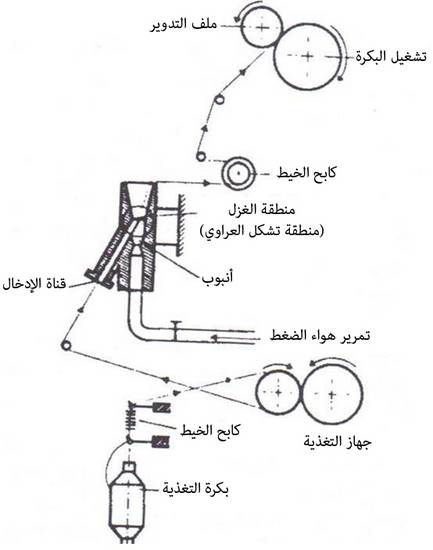 ملف التدوير
تشغيل البكرة
كابح الخيط
منطقة الغزل
(منطقة تشكل العراوي)
أنبوب
قناة الإدخال
تمرير هواء الضغط
جهاز التغذية
كابح الخيط
بكرة التغذية